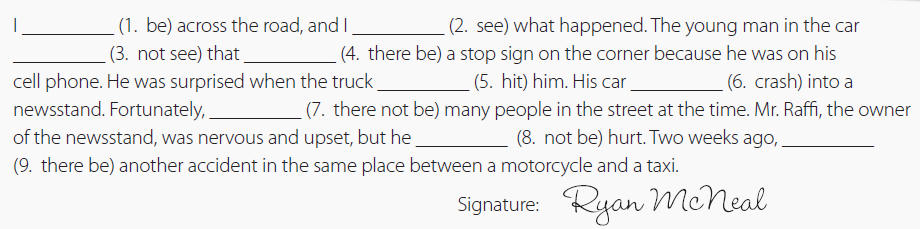 I __________ (1. be) across the road, and I __________ (2. see) what happened. The young man in the car
__________ (3. not see) that __________ (4. there be) a stop sign on the corner because he was on his
cell phone. He was surprised when the truck __________ (5. hit) him. His car __________ (6. crash) into a
newsstand. Fortunately, __________ (7. there not be) many people in the street at the time. Mr. Raffi, the owner
of the newsstand, was nervous and upset, but he __________ (8. not be) hurt. Two weeks ago, __________
(9. there be) another accident in the same place between a motorcycle and a taxi.
Signature: Ryan McNeal